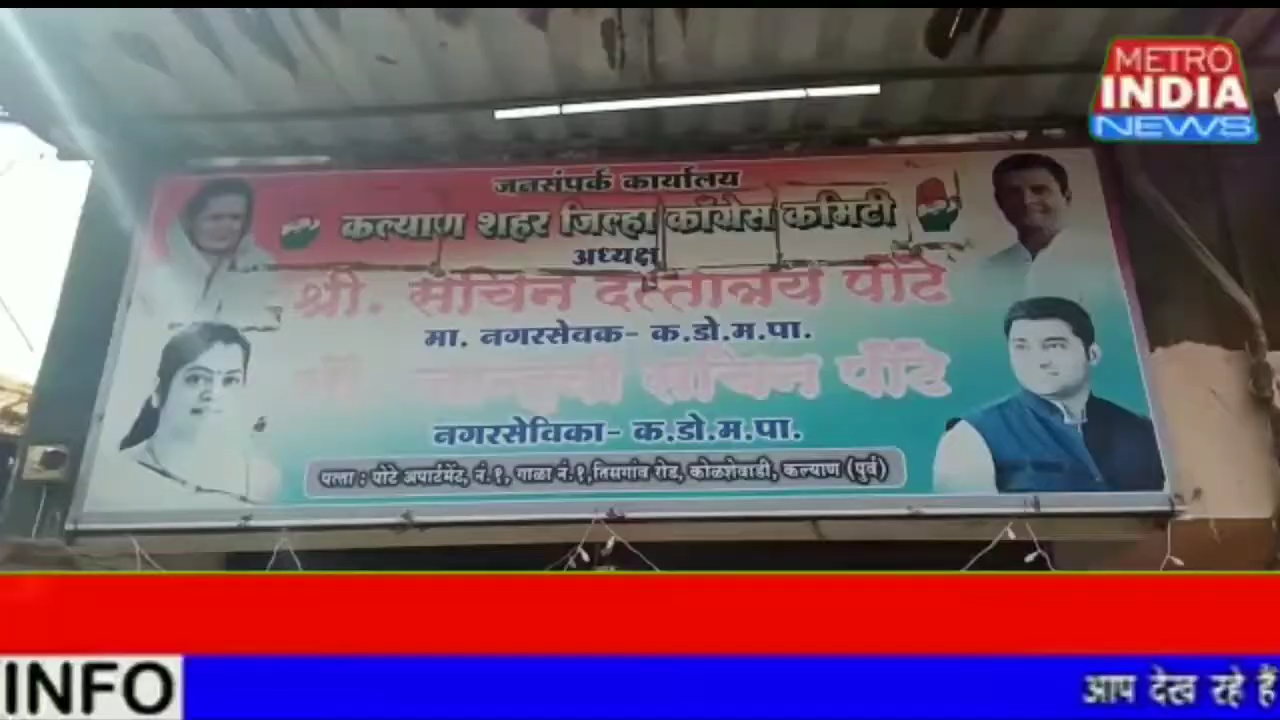 METRO
INDIA
NEWS
जनसंपर्क कार्यालय
कल्याण शहर जिल्हा काँग्रेस कमिटी
अध्यक्ष
श्री. सचिन दत्तात्रय पोटे
मा. नगरसेवक- क.डो.म.पा.
सचिन पोटे
नगरसेविका- क.डो.म.पा.
पत्ता : पोटे अपार्टमेंट, नं.१, गाळा नं.१,तिसगांव रोड, कोळशेवाडी, कल्याण (पुर्व)
INFO
आप देख रहे हैं